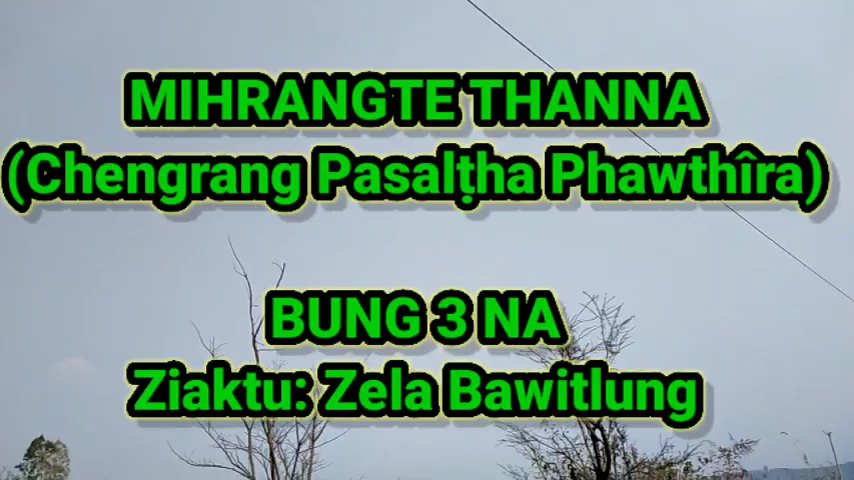 MIHRANGTE THANNA
(Chengrang Pasalṭha Phawthîra)
BUNG 3 NA
Ziaktu: Zela Bawitlung